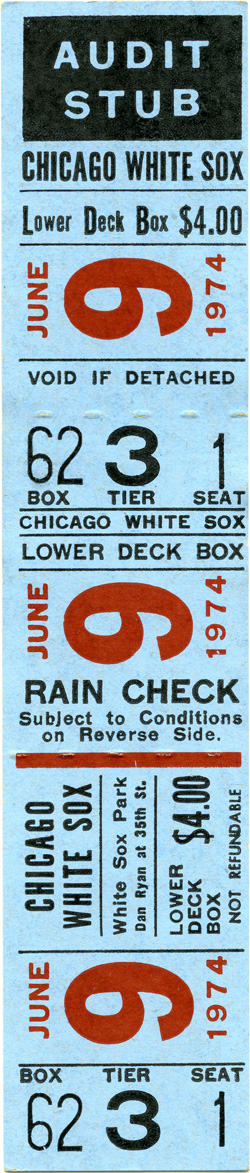 AUDIT
STUB
CHICAGO WHITE SOX
Lower Deck Box $4.00
JUNE
9
1974
VOID IF DETACHED
62 3 1
BOX TIER SEAT
CHICAGO WHITE SOX
LOWER DECK BOX
JUNE
9
1974
RAIN CHECK
Subject to Conditions
on Reverse Side.
CHICAGO
WHITE SOX
White Sox Park
Dan Ryan at 35th St.
LOWER
DECK
BOX
$4.00
NOT REFUNDABLE
JUNE
9
1974
BOX TIER SEAT
62 3 1